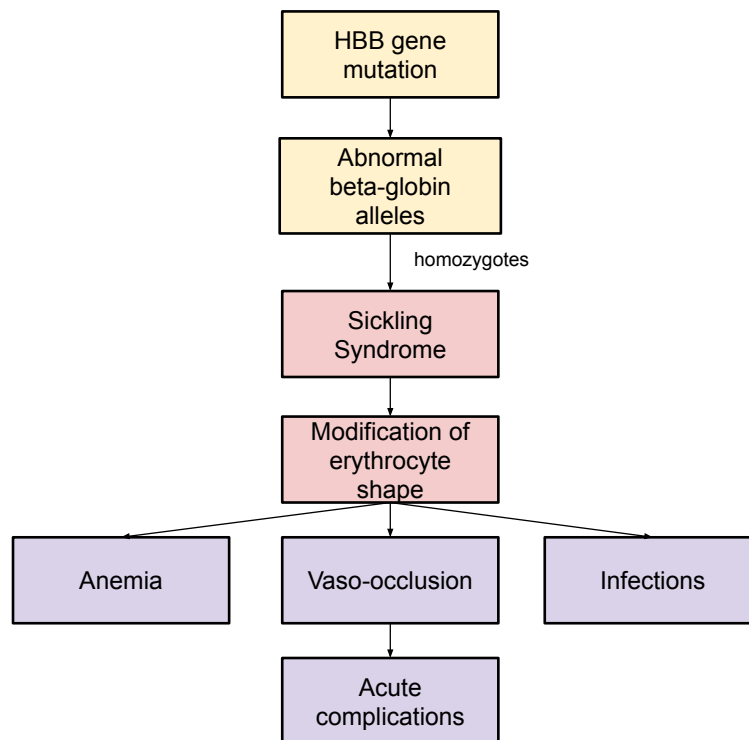 HBB gene
mutation
Abnormal
beta-globin
alleles
homozygotes
Sickling
Syndrome
Modification of
erythrocyte
shape
Anemia
Vaso-occlusion
Infections
Acute
complications